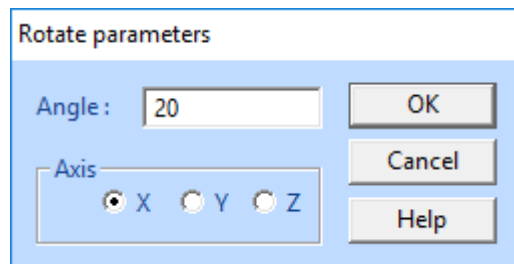 Rotate parameters
Angle : 20
OK
Axis
Cancel
X Y Z
Help